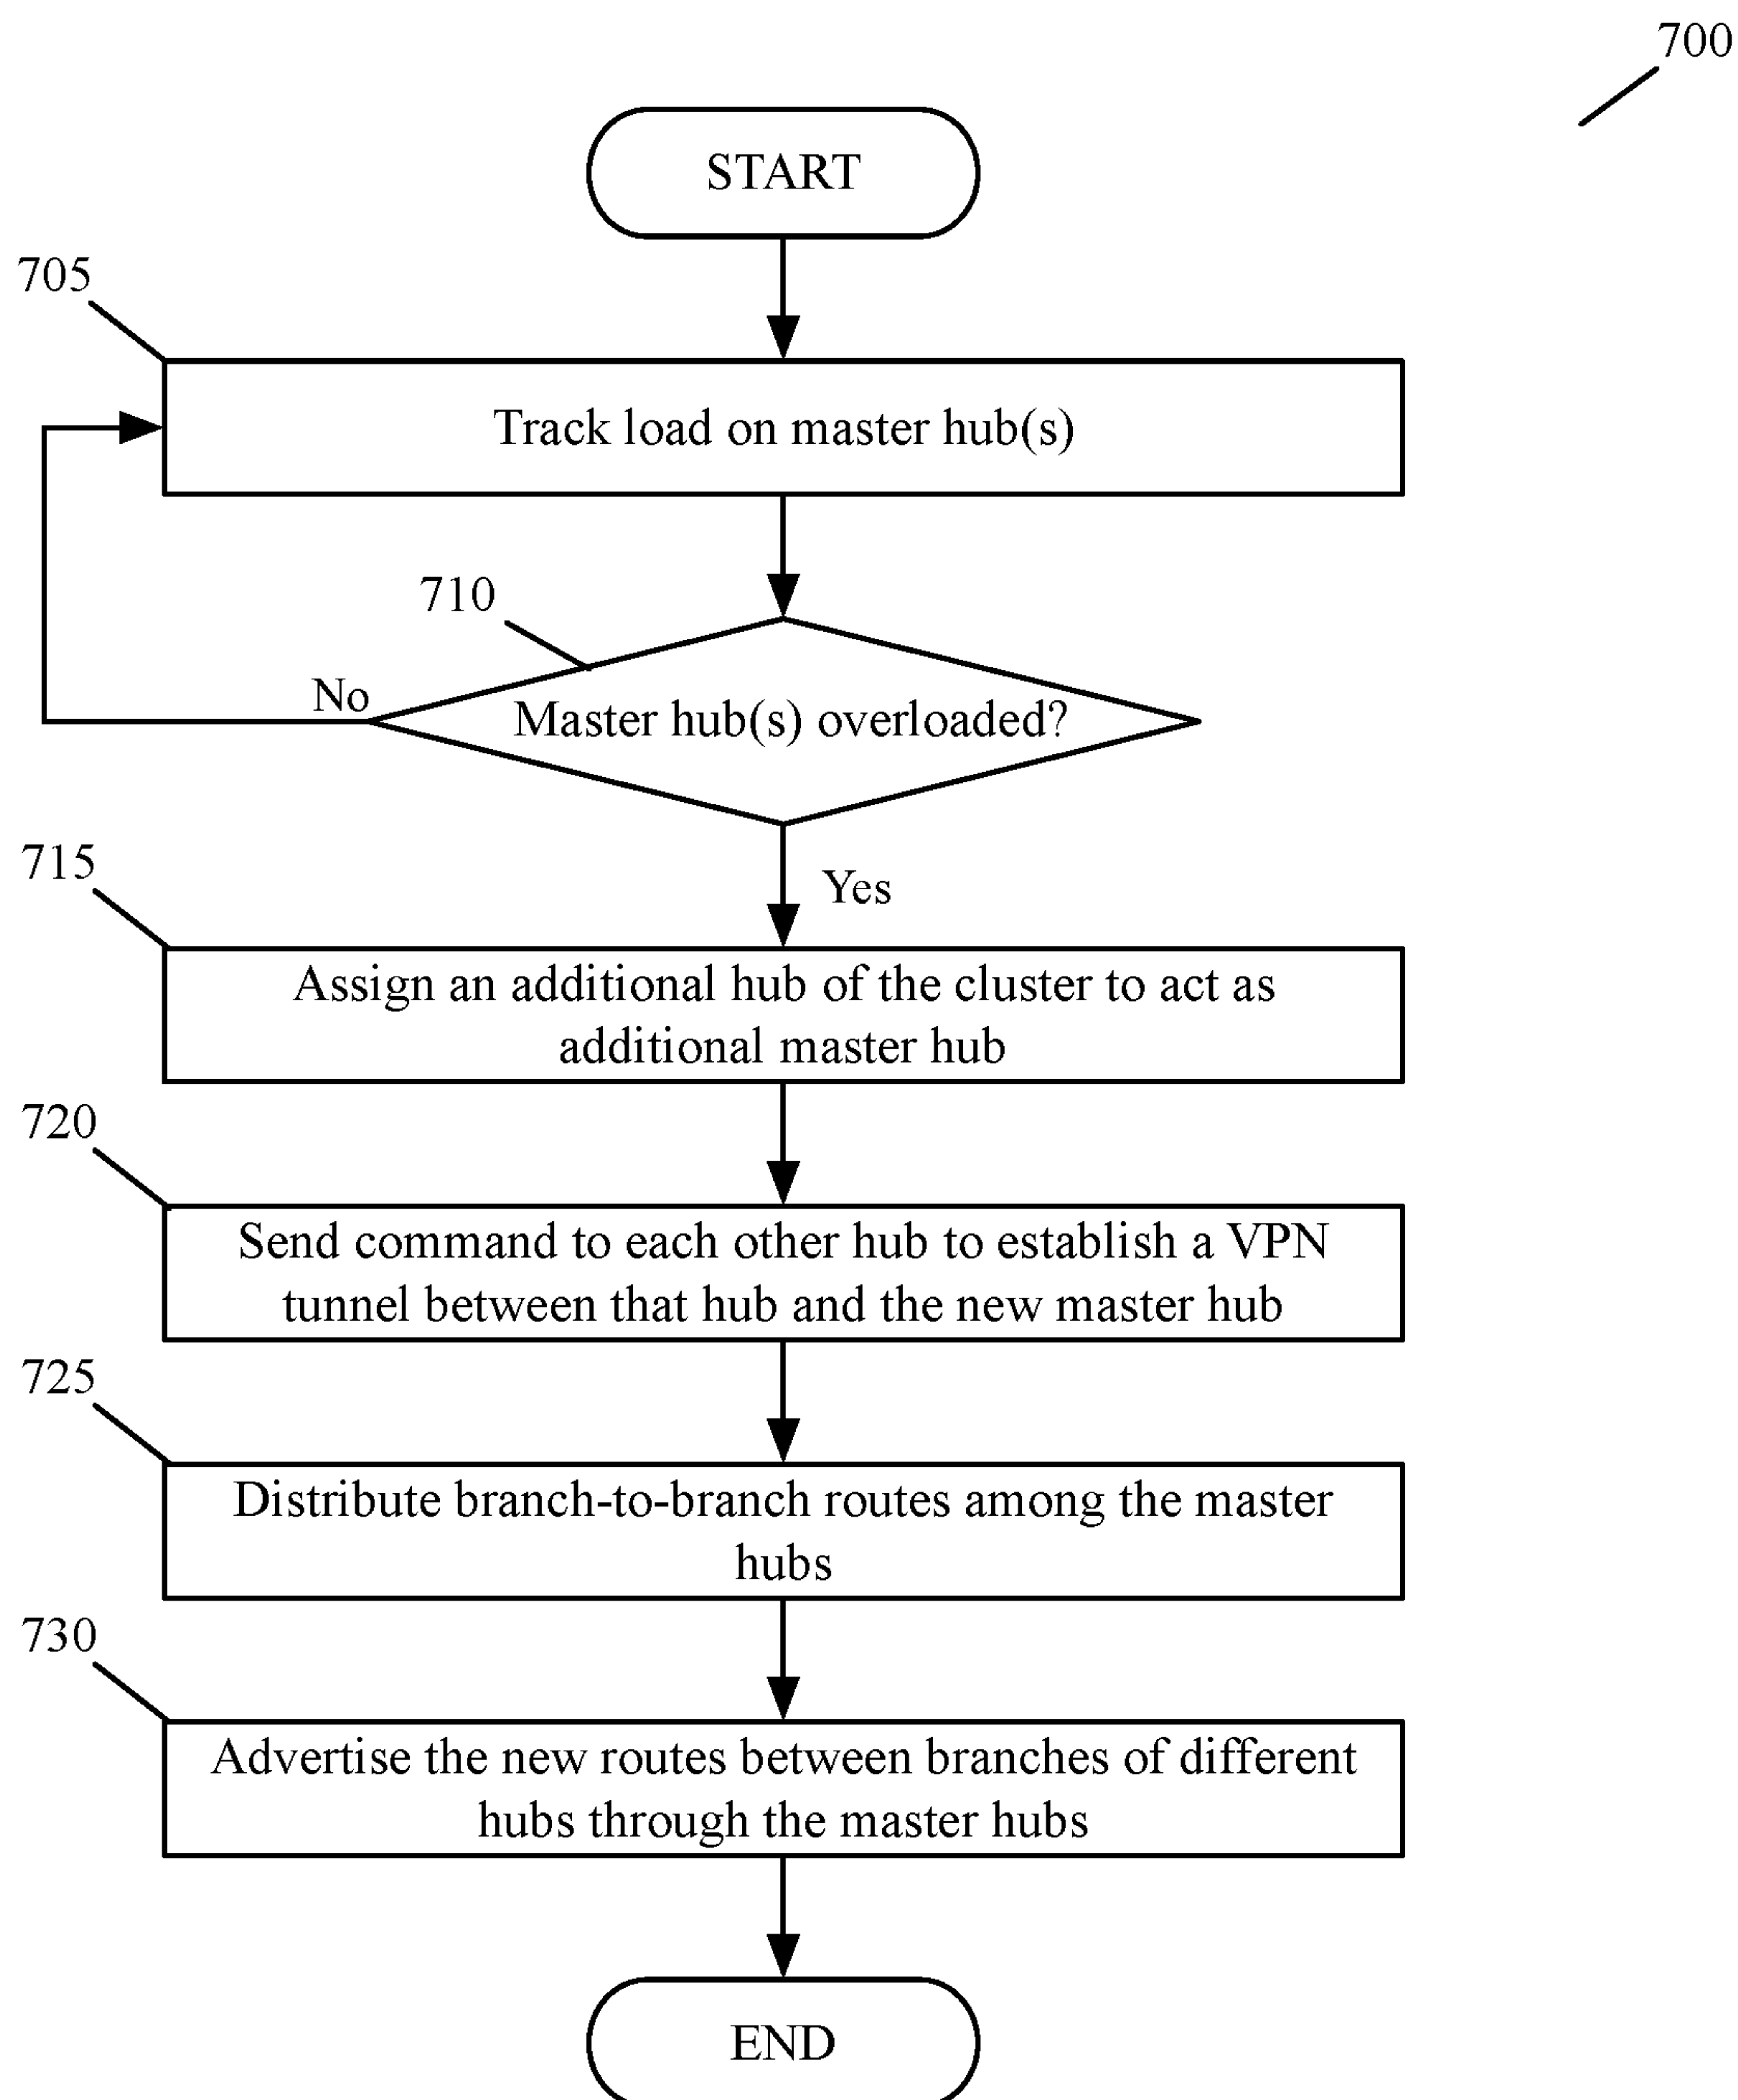 700
START
705
Track load on master hub(s)
710
No
Master hub(s) overloaded?
Yes
715
Assign an additional hub of the cluster to act as
additional master hub
720
Send command to each other hub to establish a VPN
tunnel between that hub and the new master hub
725
Distribute branch-to-branch routes among the master
hubs
730
Advertise the new routes between branches of different
hubs through the master hubs
END